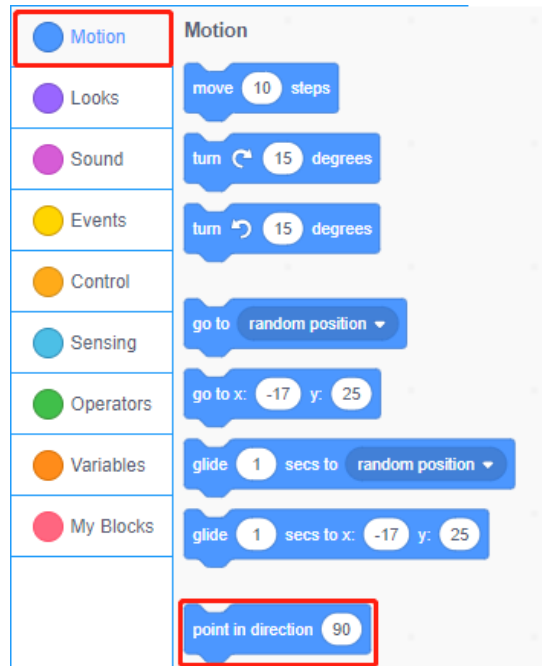 Motion
Looks
Sound
Events
Control
Sensing
Operators
Variables
My Blocks
Motion
move 10 steps
turn 15 degrees
turn 15 degrees
go to random position
go to x: -17 y: 25
glide 1 secs to random position
glide 1 secs to x: -17 y: 25
point in direction 90